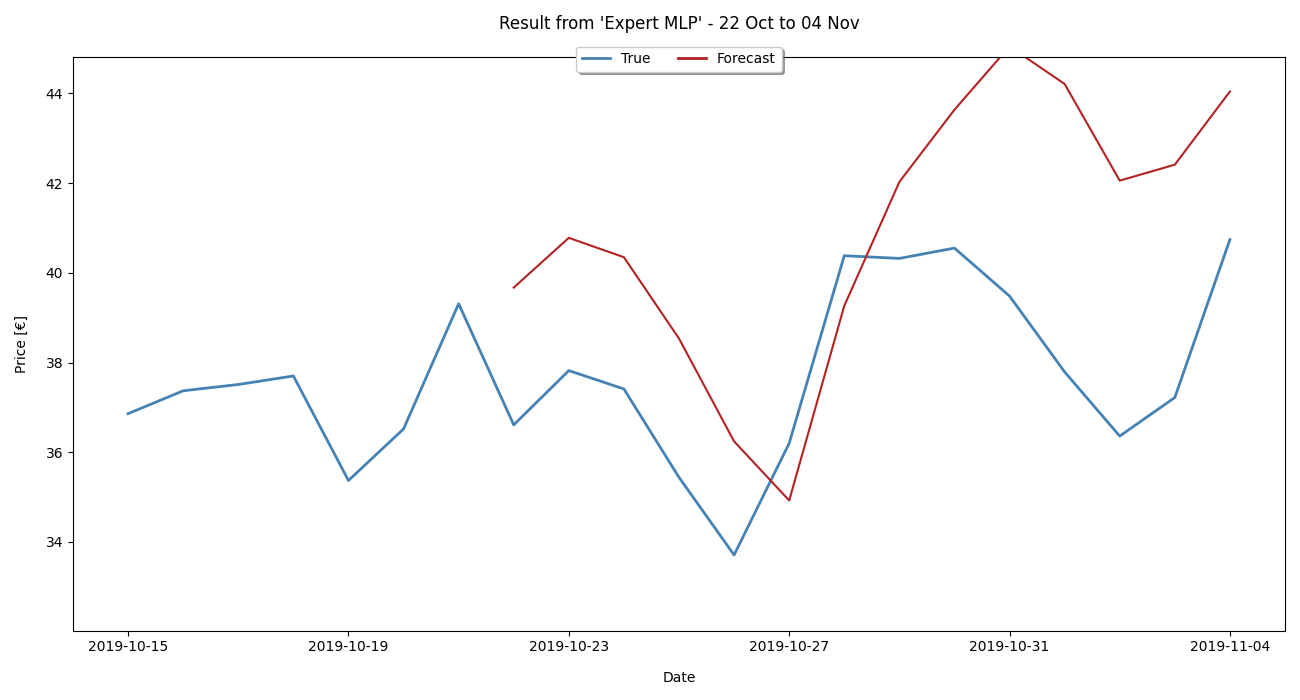 Result from 'Expert MLP' - 22 Oct to 04 Nov
True Forecast
44
42
40
38
36
34
Price [€]
2019-10-15 2019-10-19 2019-10-23 2019-10-27 2019-10-31 2019-11-04
Date